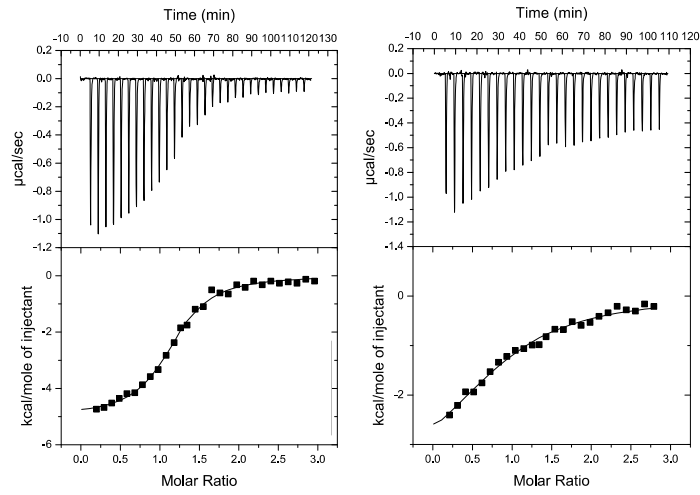 Time (min)
-10 0 10 20 30 40 50 60 70 80 90 100 110 120 130
0.2
0.0
-0.2
-0.4
-0.6
-0.8
-1.0
-1.2
µcal/sec
0
-2
-4
-6
kcal/mole of injectant
0.0 0.5 1.0 1.5 2.0 2.5 3.0
Molar Ratio
Time (min)
-10 0 10 20 30 40 50 60 70 80 90 100 110 120
0.2
0.0
-0.2
-0.4
-0.6
-0.8
-1.0
-1.2
-1.4
µcal/sec
0
-2
kcal/mole of injectant
0.0 0.5 1.0 1.5 2.0 2.5 3.0
Molar Ratio